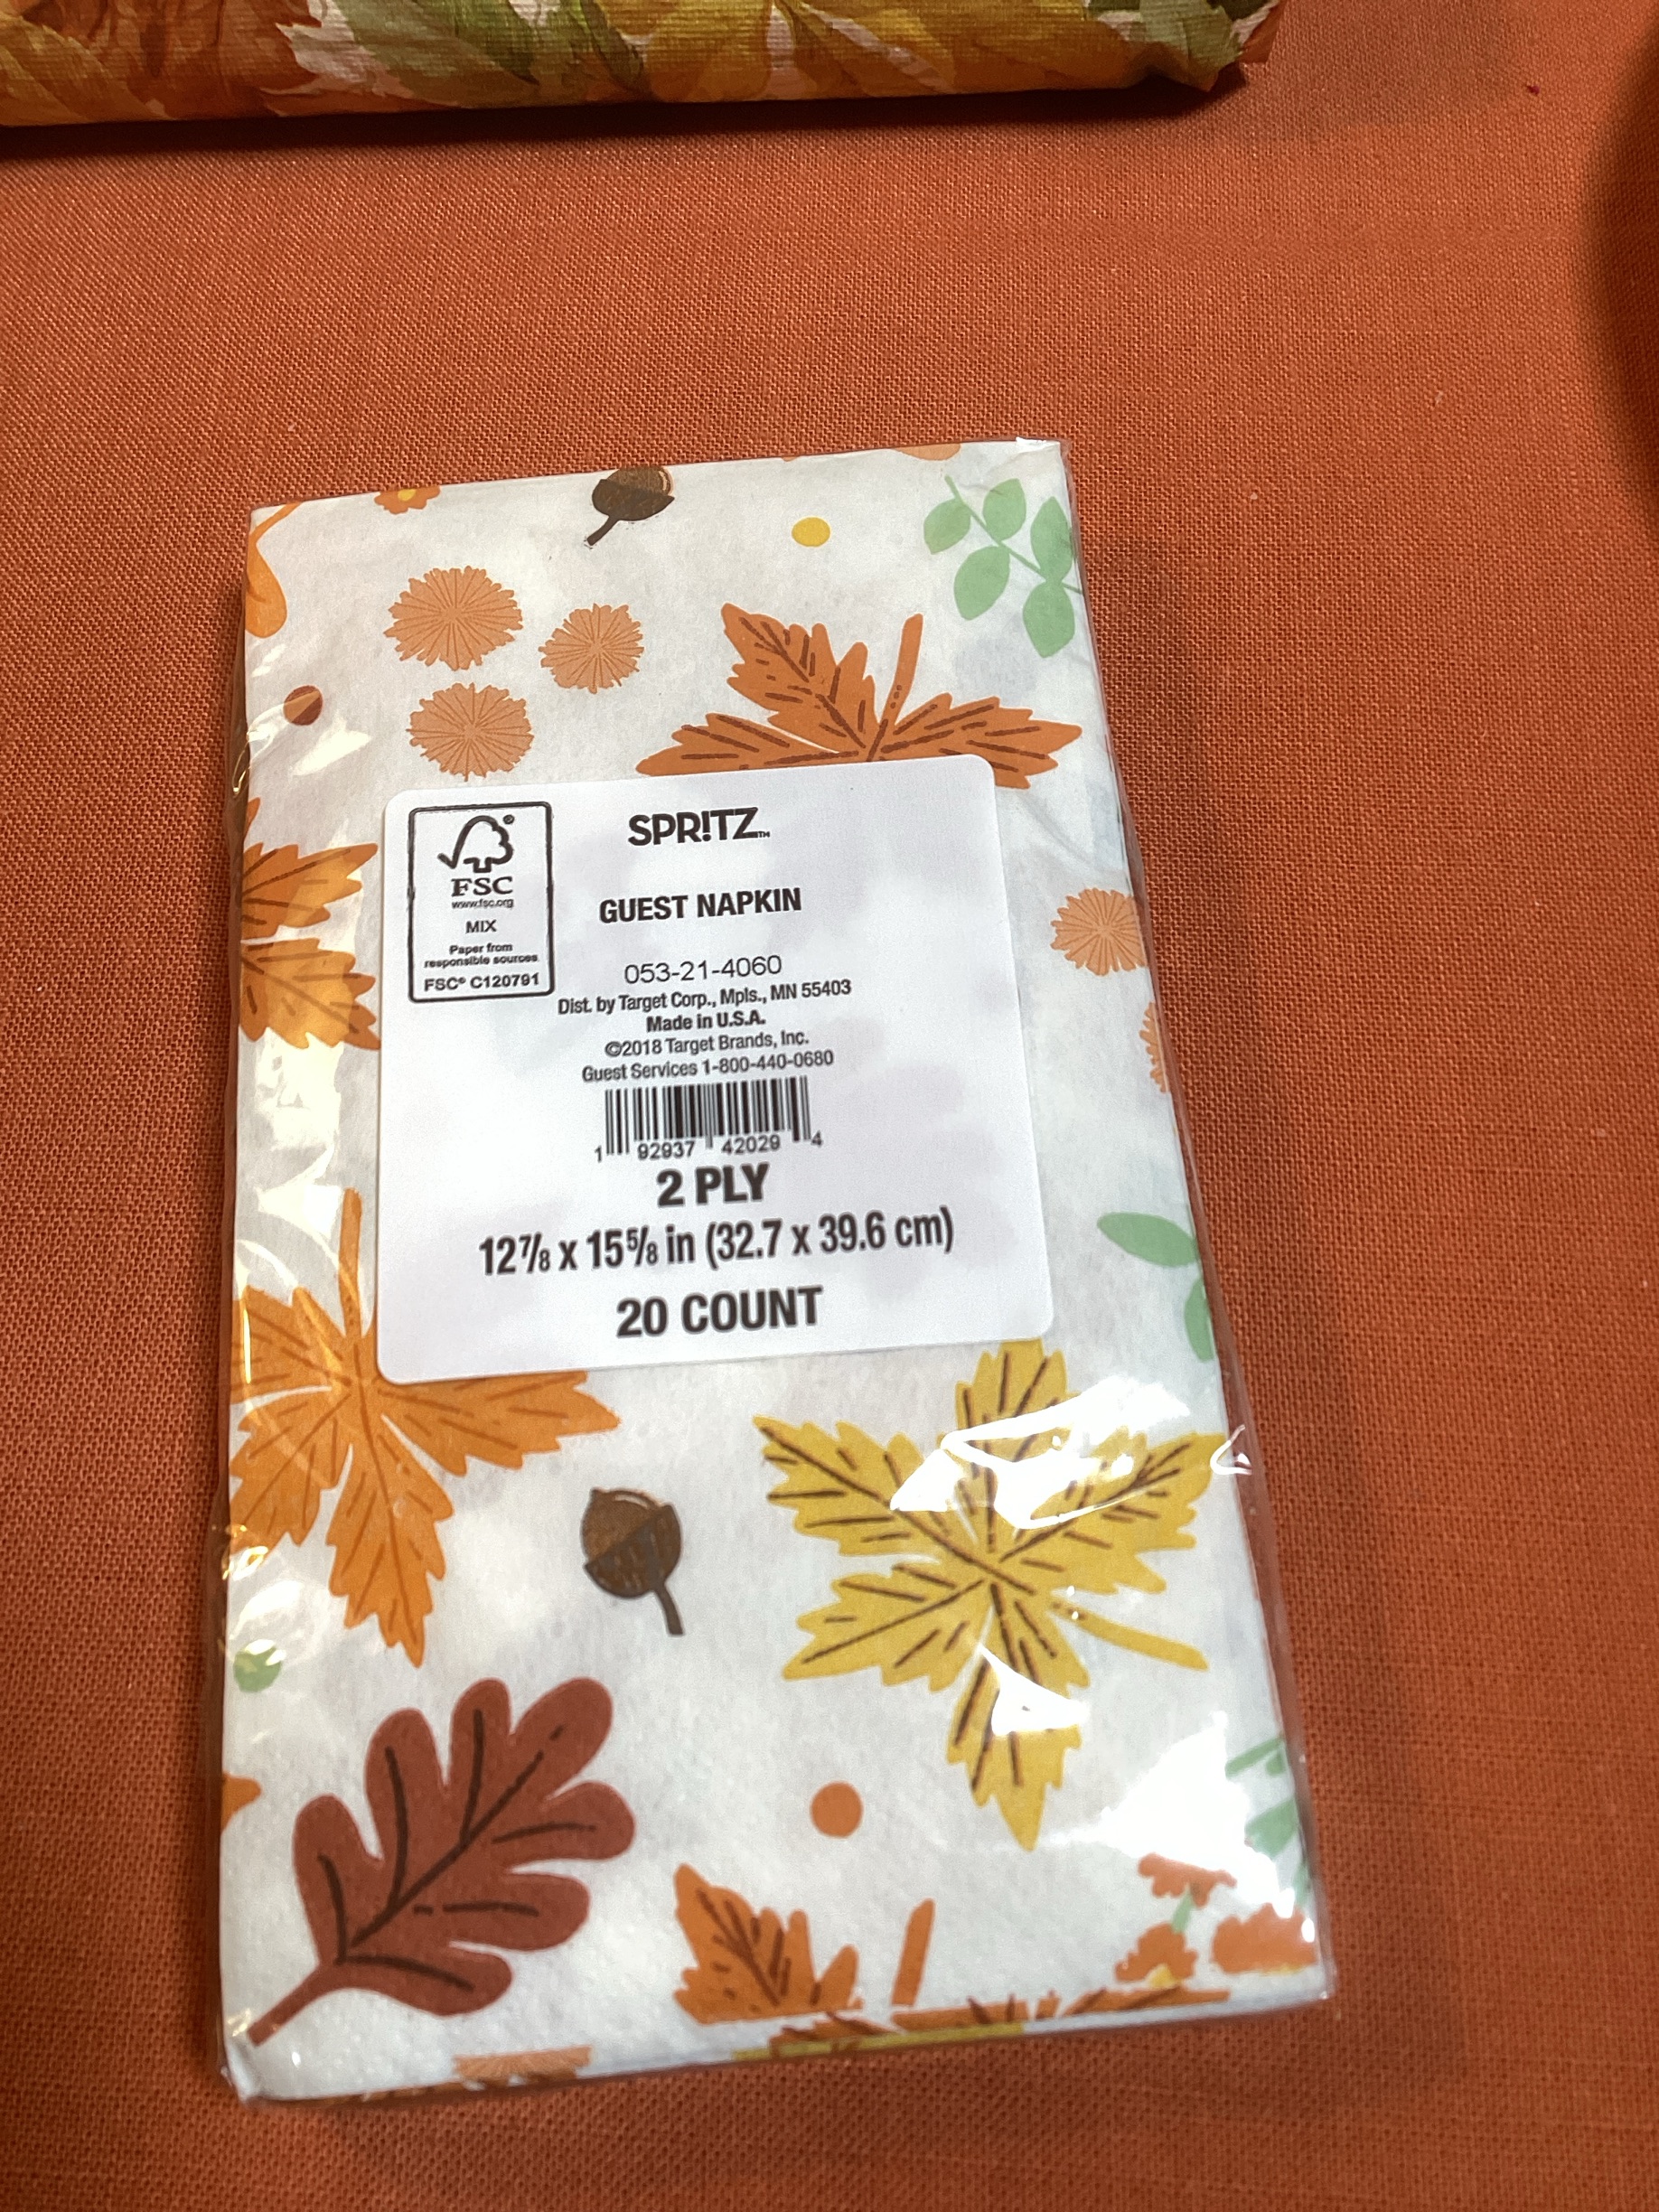 SPR!TZ™
GUEST NAPKIN
FSC®
www.fsc.org
MIX
Paper from
responsible sources
FSC® C120791
053-21-4060
Dist. by Target Corp., Mpls., MN 55403
Made in U.S.A.
©2018 Target Brands, Inc.
Guest Services 1-800-440-0680
1 92937 42029 4
2 PLY
12⅞ x 15⅝ in (32.7 x 39.6 cm)
20 COUNT